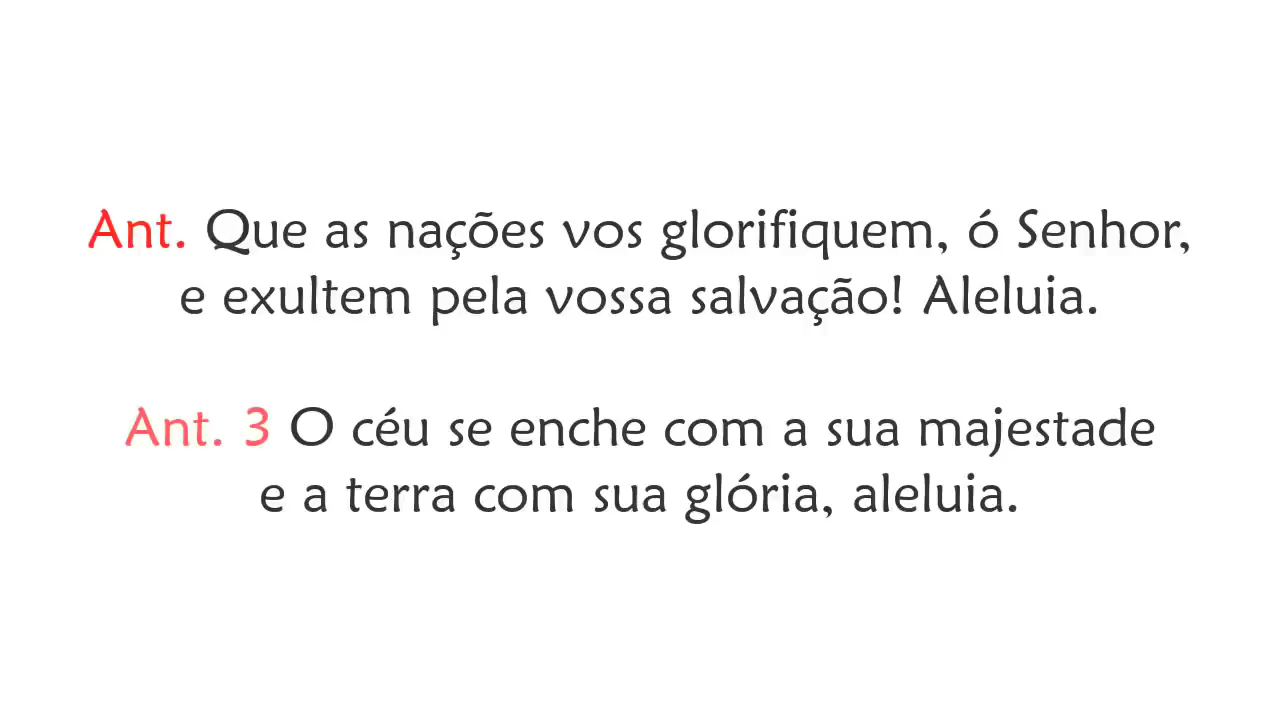 Ant. Que as nações vos glorifiquem, ó Senhor,
e exultem pela vossa salvação! Aleluia.
Ant. 3 O céu se enche com a sua majestade
e a terra com sua glória, aleluia.